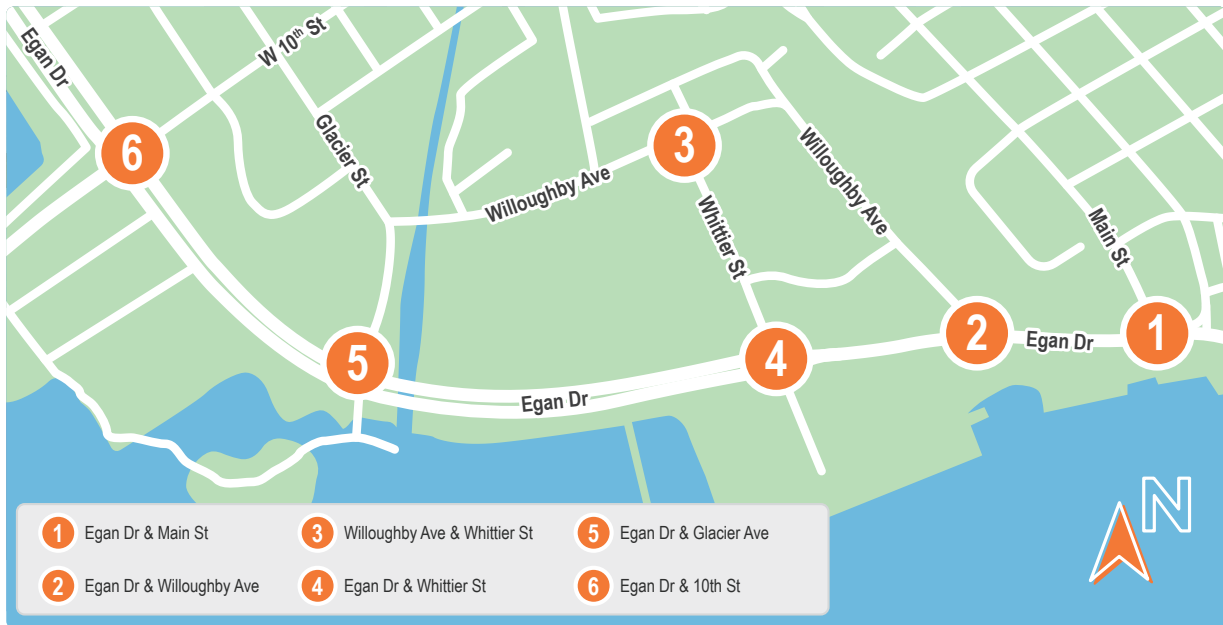 Egan Dr
W 10th St
6
Glacier St
3
Willoughby Ave
Willoughby Ave
Whittier St
Main St
5
4
2
Egan Dr
1
Egan Dr
N
1 Egan Dr & Main St
3 Willoughby Ave & Whittier St
5 Egan Dr & Glacier Ave
2 Egan Dr & Willoughby Ave
4 Egan Dr & Whittier St
6 Egan Dr & 10th St